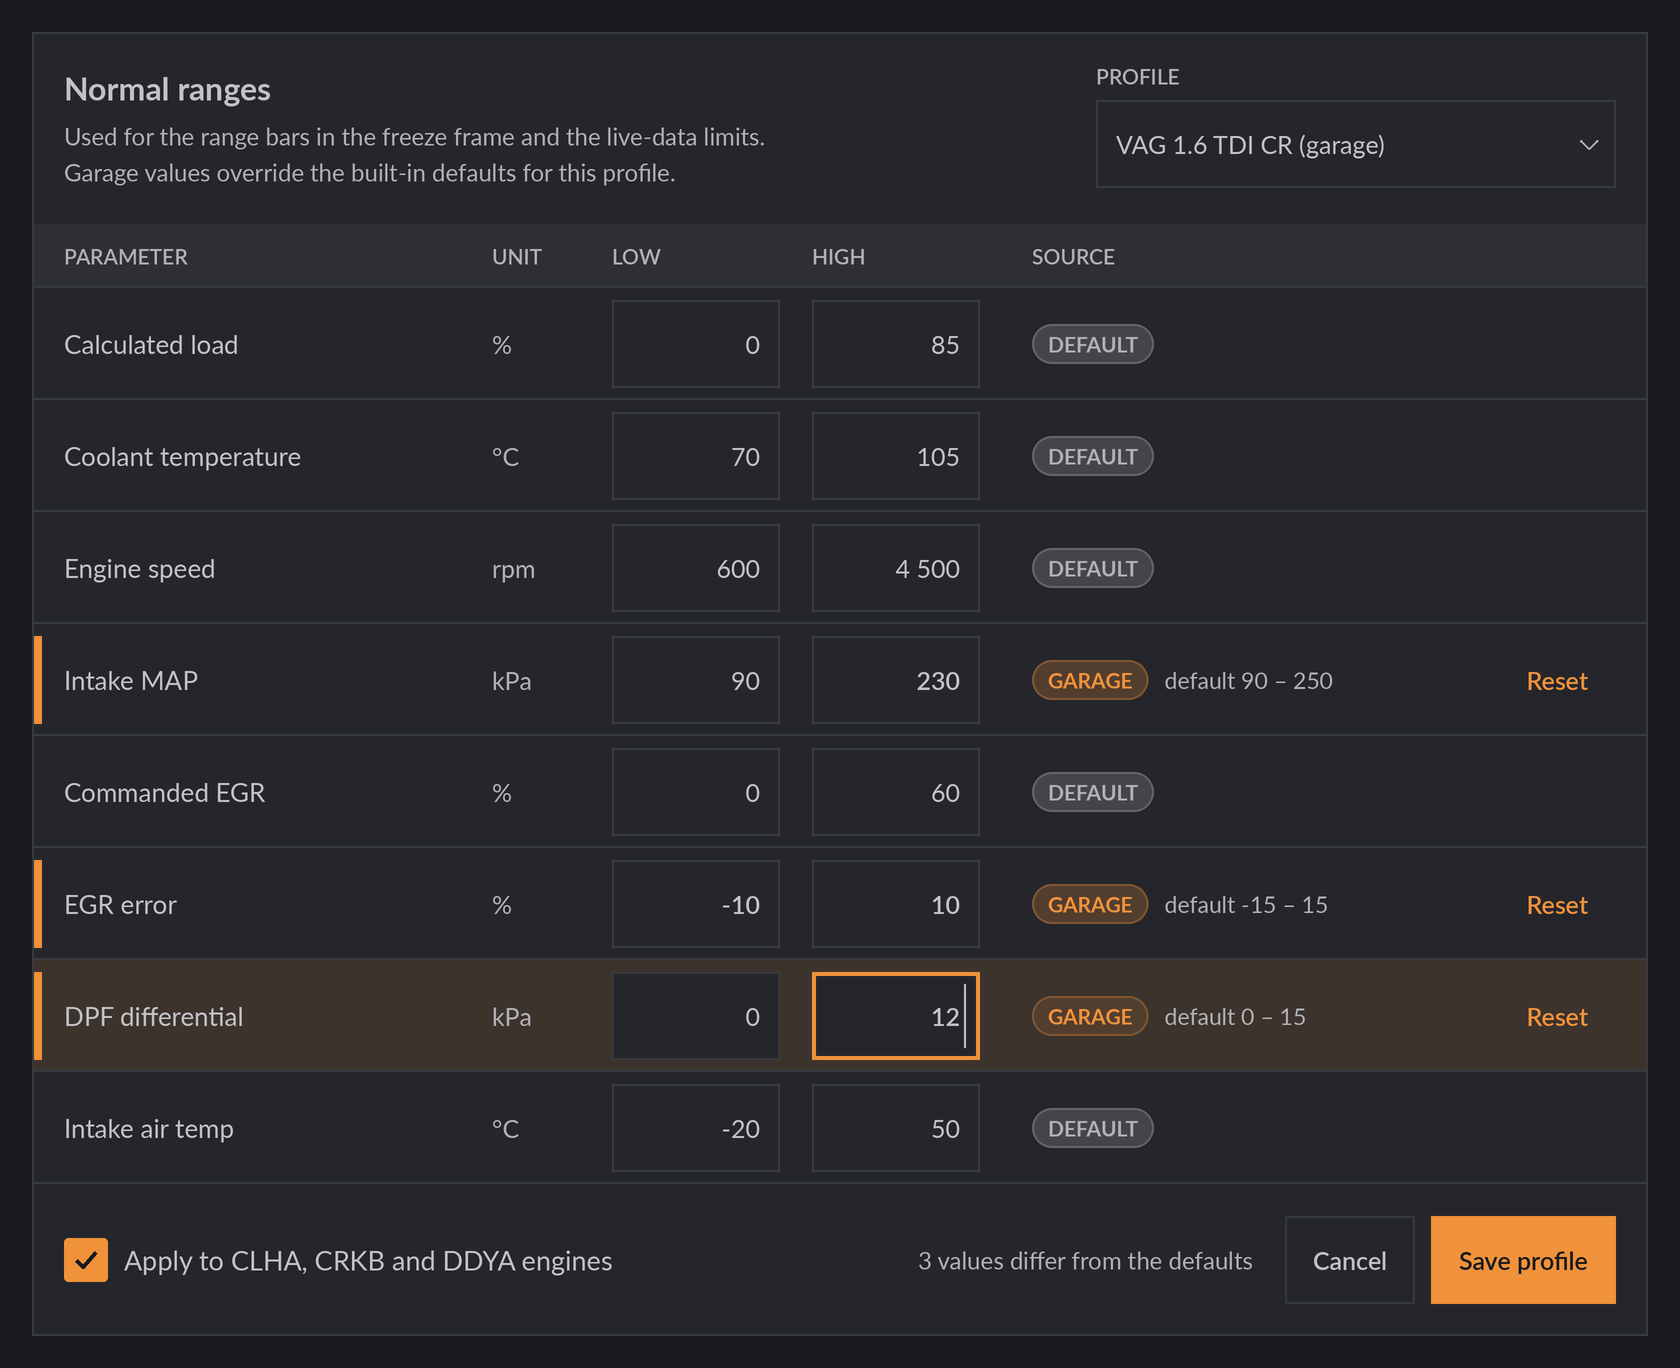 Normal ranges
Used for the range bars in the freeze frame and the live-data limits.
Garage values override the built-in defaults for this profile.
PROFILE
VAG 1.6 TDI CR (garage)
PARAMETER UNIT LOW HIGH SOURCE
Calculated load % 0 85 DEFAULT
Coolant temperature °C 70 105 DEFAULT
Engine speed rpm 600 4 500 DEFAULT
Intake MAP kPa 90 230 GARAGE default 90 – 250 Reset
Commanded EGR % 0 60 DEFAULT
EGR error % -10 10 GARAGE default -15 – 15 Reset
DPF differential kPa 0 12 GARAGE default 0 – 15 Reset
Intake air temp °C -20 50 DEFAULT
Apply to CLHA, CRKB and DDYA engines 3 values differ from the defaults Cancel Save profile